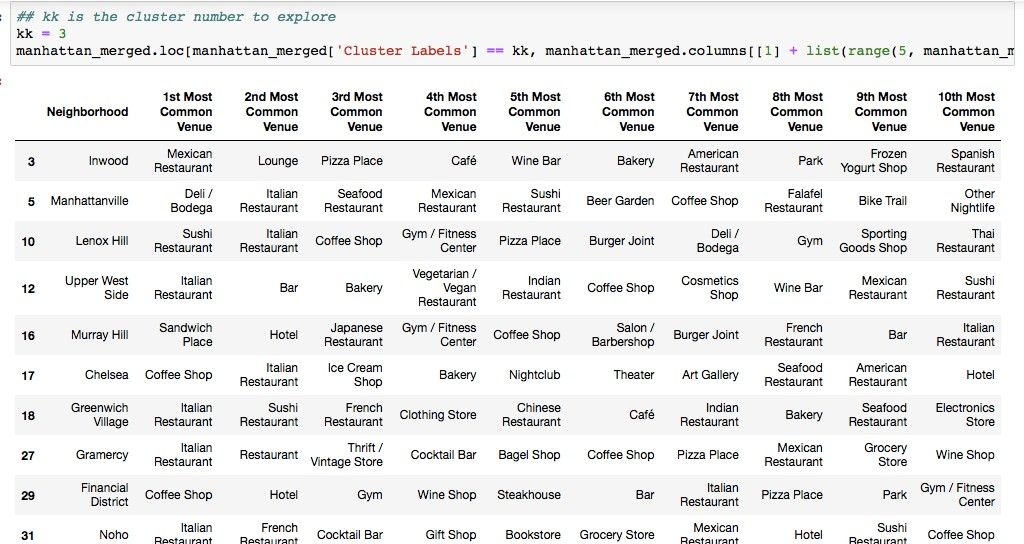 ## kk is the cluster number to explore
kk = 3
manhattan_merged.loc[manhattan_merged['Cluster Labels'] == kk, manhattan_merged.columns[[1] + list(range(5, manhattan_m
Neighborhood 1st Most Common Venue 2nd Most Common Venue 3rd Most Common Venue 4th Most Common Venue 5th Most Common Venue 6th Most Common Venue 7th Most Common Venue 8th Most Common Venue 9th Most Common Venue 10th Most Common Venue
3 Inwood Mexican Restaurant Lounge Pizza Place Café Wine Bar Bakery American Restaurant Park Frozen Yogurt Shop Spanish Restaurant
5 Manhattanville Deli / Bodega Italian Restaurant Seafood Restaurant Mexican Restaurant Sushi Restaurant Beer Garden Coffee Shop Falafel Restaurant Bike Trail Other Nightlife
10 Lenox Hill Sushi Restaurant Italian Restaurant Coffee Shop Gym / Fitness Center Pizza Place Burger Joint Deli / Bodega Gym Sporting Goods Shop Thai Restaurant
12 Upper West Side Italian Restaurant Bar Bakery Vegetarian / Vegan Restaurant Indian Restaurant Coffee Shop Cosmetics Shop Wine Bar Mexican Restaurant Sushi Restaurant
16 Murray Hill Sandwich Place Hotel Japanese Restaurant Gym / Fitness Center Coffee Shop Salon / Barbershop Burger Joint French Restaurant Bar Italian Restaurant
17 Chelsea Coffee Shop Italian Restaurant Ice Cream Shop Bakery Nightclub Theater Art Gallery Seafood Restaurant American Restaurant Hotel
18 Greenwich Village Italian Restaurant Sushi Restaurant French Restaurant Clothing Store Chinese Restaurant Café Indian Restaurant Bakery Seafood Restaurant Electronics Store
27 Gramercy Italian Restaurant Restaurant Thrift / Vintage Store Cocktail Bar Bagel Shop Coffee Shop Pizza Place Mexican Restaurant Grocery Store Wine Shop
29 Financial District Coffee Shop Hotel Gym Wine Shop Steakhouse Bar Italian Restaurant Pizza Place Park Gym / Fitness Center
31 Noho Italian Restaurant French Restaurant Cocktail Bar Gift Shop Bookstore Grocery Store Mexican Restaurant Hotel Sushi Restaurant Coffee Shop